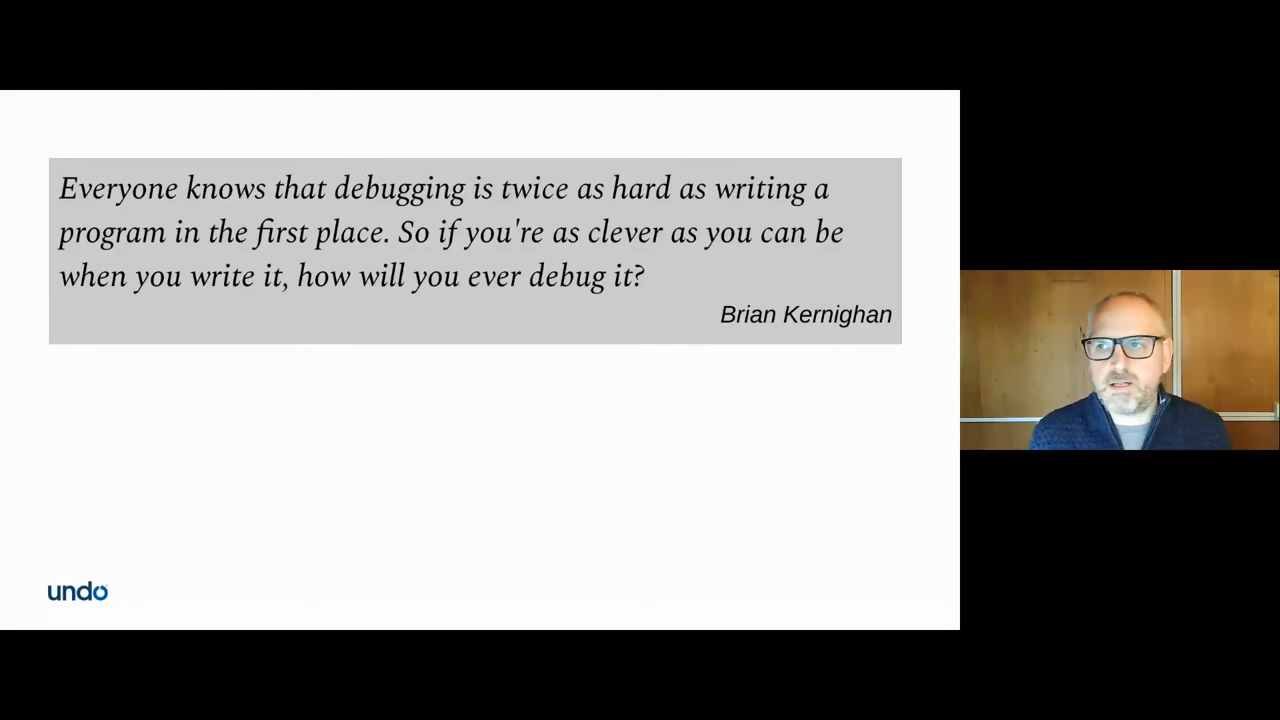 Everyone knows that debugging is twice as hard as writing a
program in the first place. So if you're as clever as you can be
when you write it, how will you ever debug it?
Brian Kernighan
undo